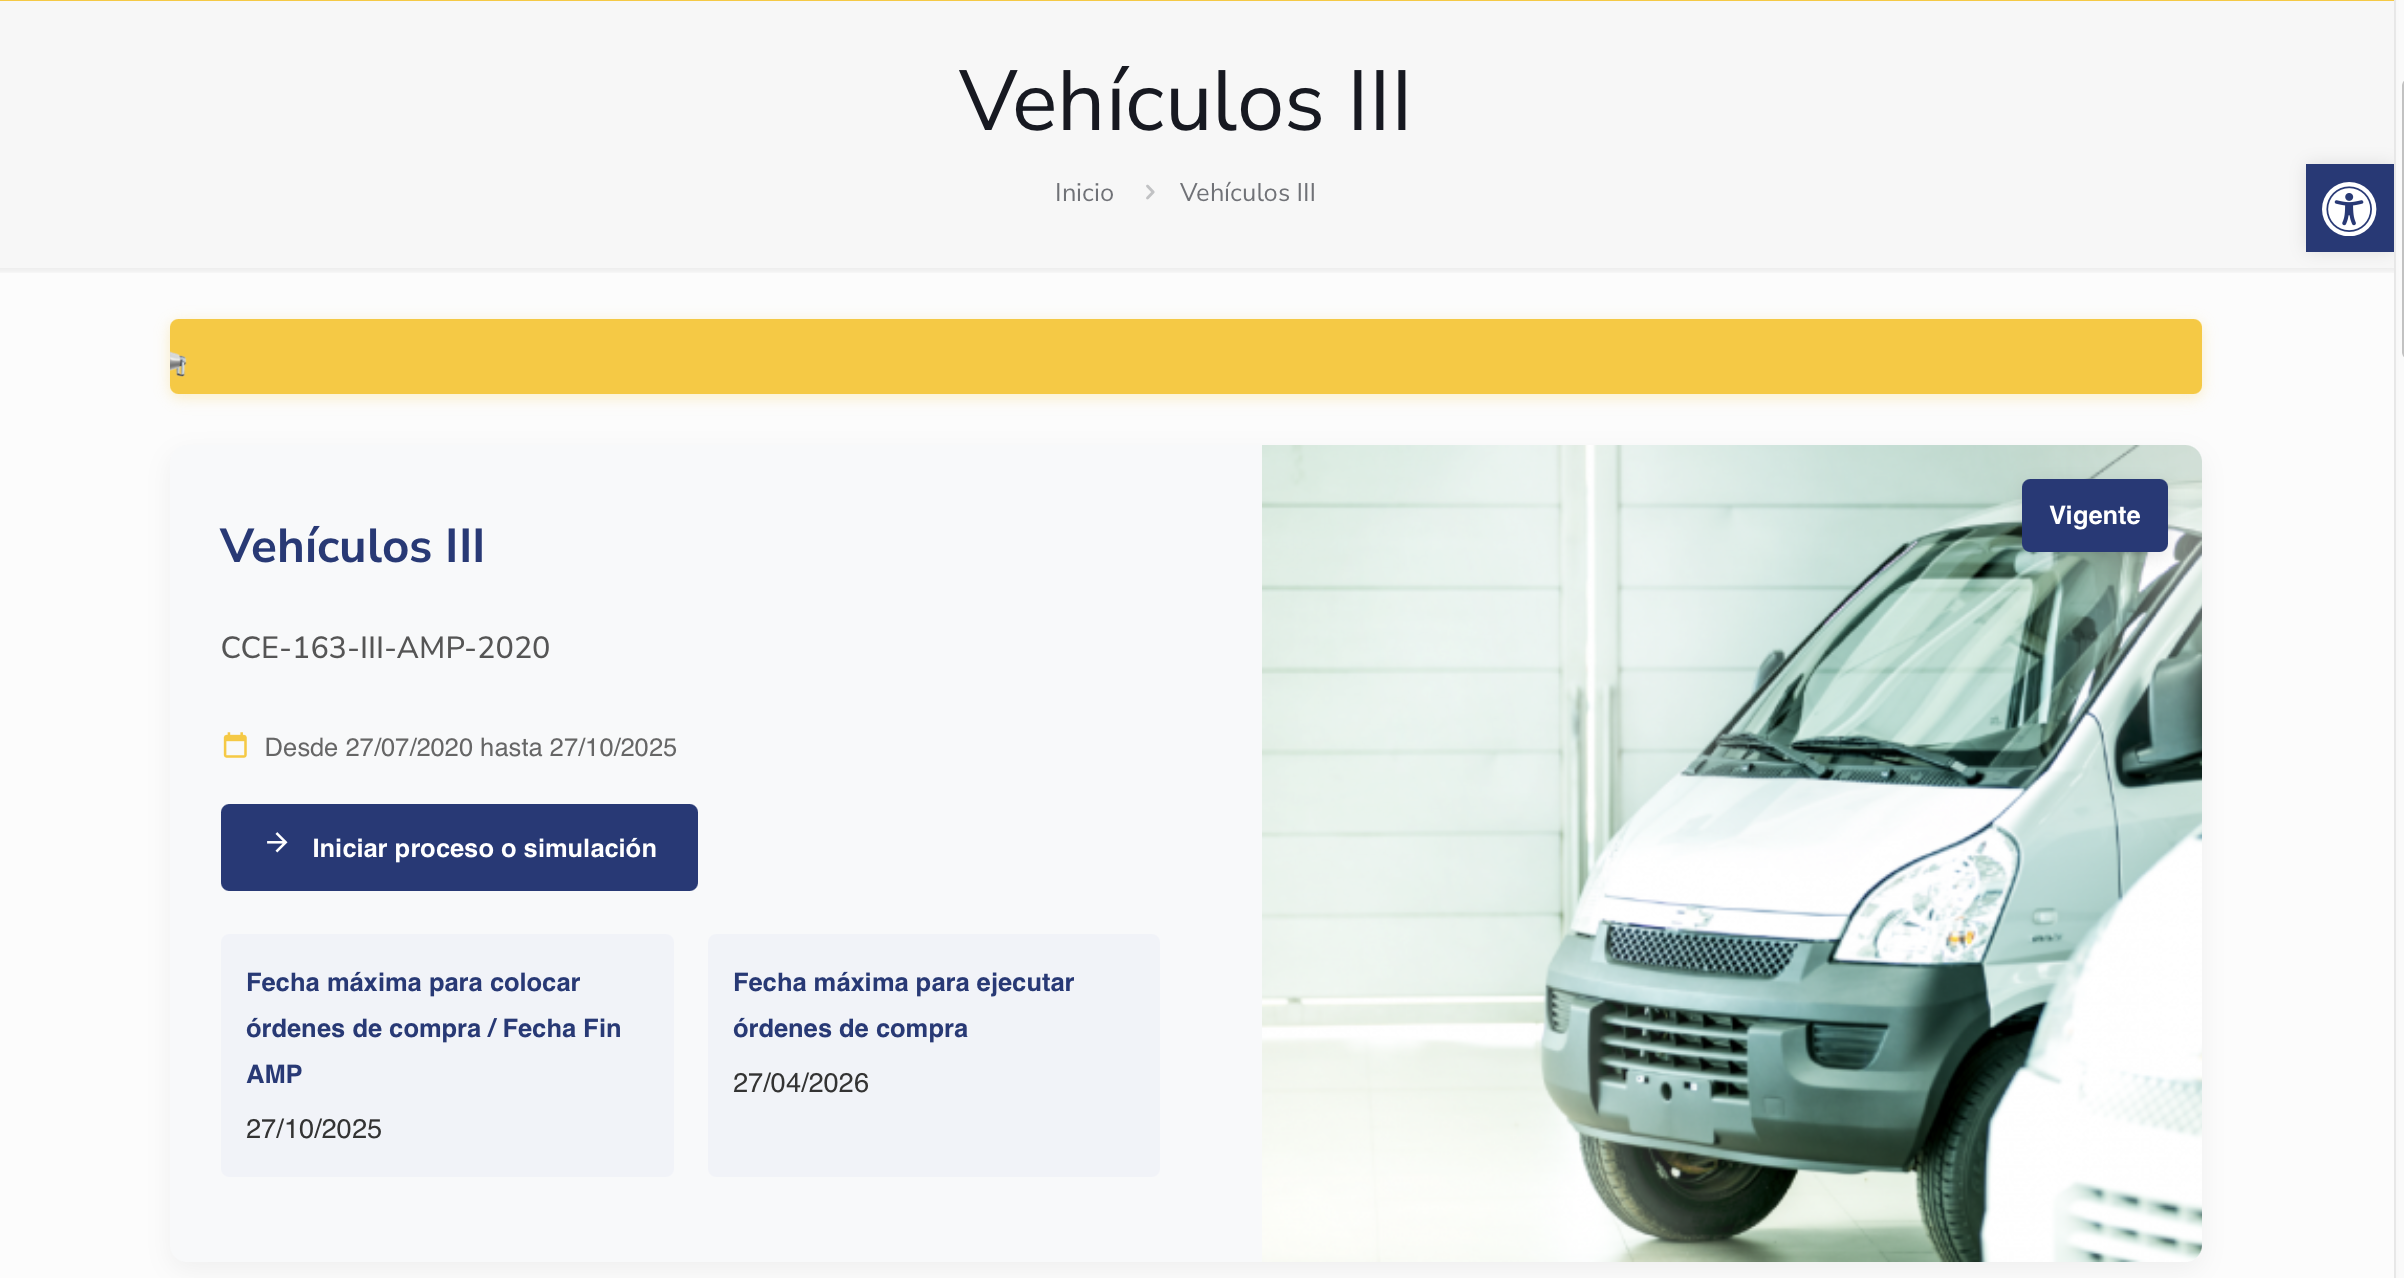 Vehículos III
Inicio > Vehículos III
Vigente
Vehículos III
CCE-163-III-AMP-2020
Desde 27/07/2020 hasta 27/10/2025
Iniciar proceso o simulación
Fecha máxima para colocar
órdenes de compra / Fecha Fin
AMP
27/10/2025
Fecha máxima para ejecutar
órdenes de compra
27/04/2026